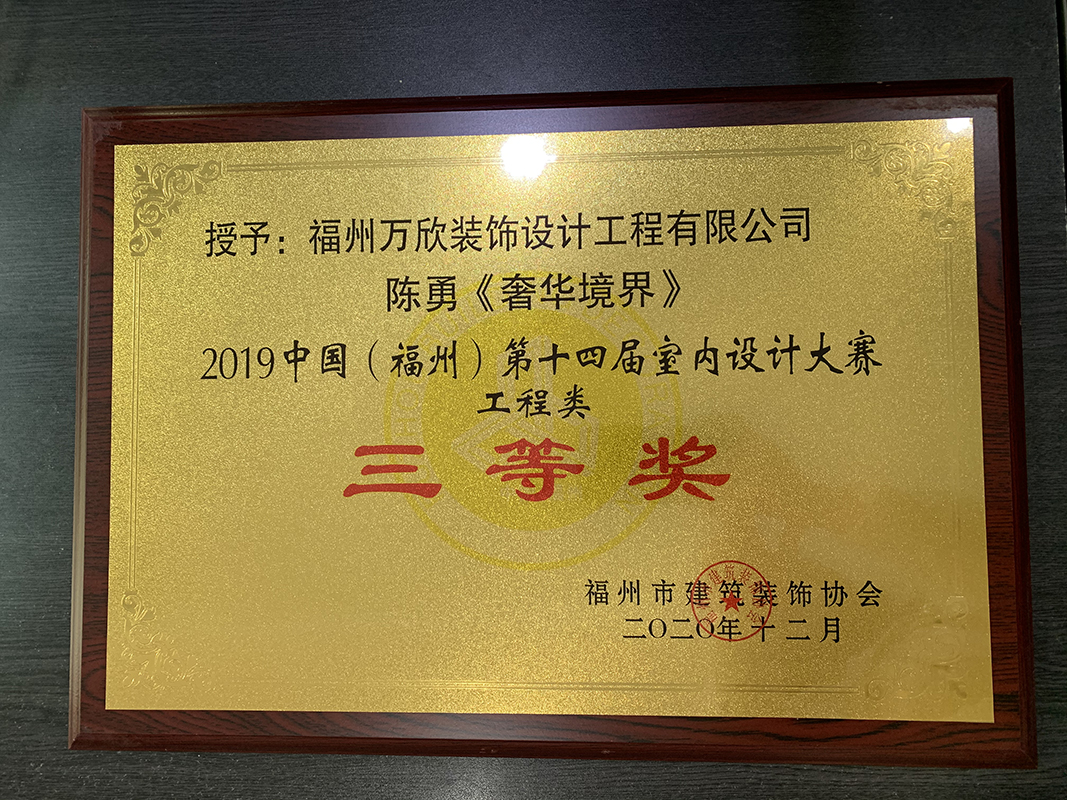 授予：福州万欣装饰设计工程有限公司
陈勇《奢华境界》
2019中国（福州）第十四届室内设计大赛
工程类
三等奖
福州市建筑装饰协会
二〇二〇年十二月